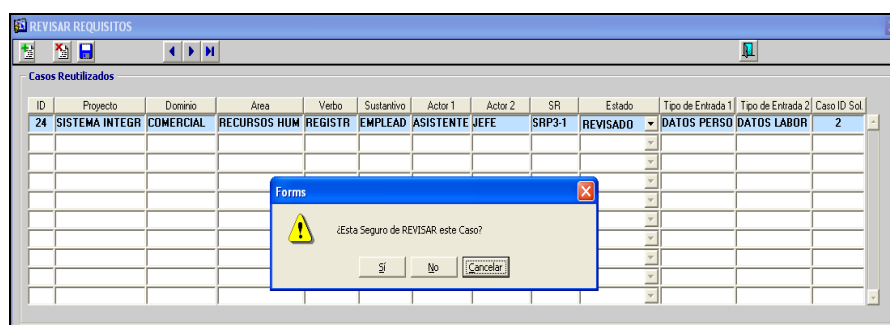 REVISAR REQUISITOS
Casos Reutilizados
ID Proyecto Dominio Area Verbo Sustantivo Actor 1 Actor 2 SR Estado Tipo de Entrada 1 Tipo de Entrada 2 Caso ID Sol.
24 SISTEMA INTEGR COMERCIAL RECURSOS HUM REGISTR EMPLEAD ASISTENTE JEFE SRP3-1 REVISADO DATOS PERSO DATOS LABOR 2
Forms
¿Esta Seguro de REVISAR este Caso?
Sí No Cancelar